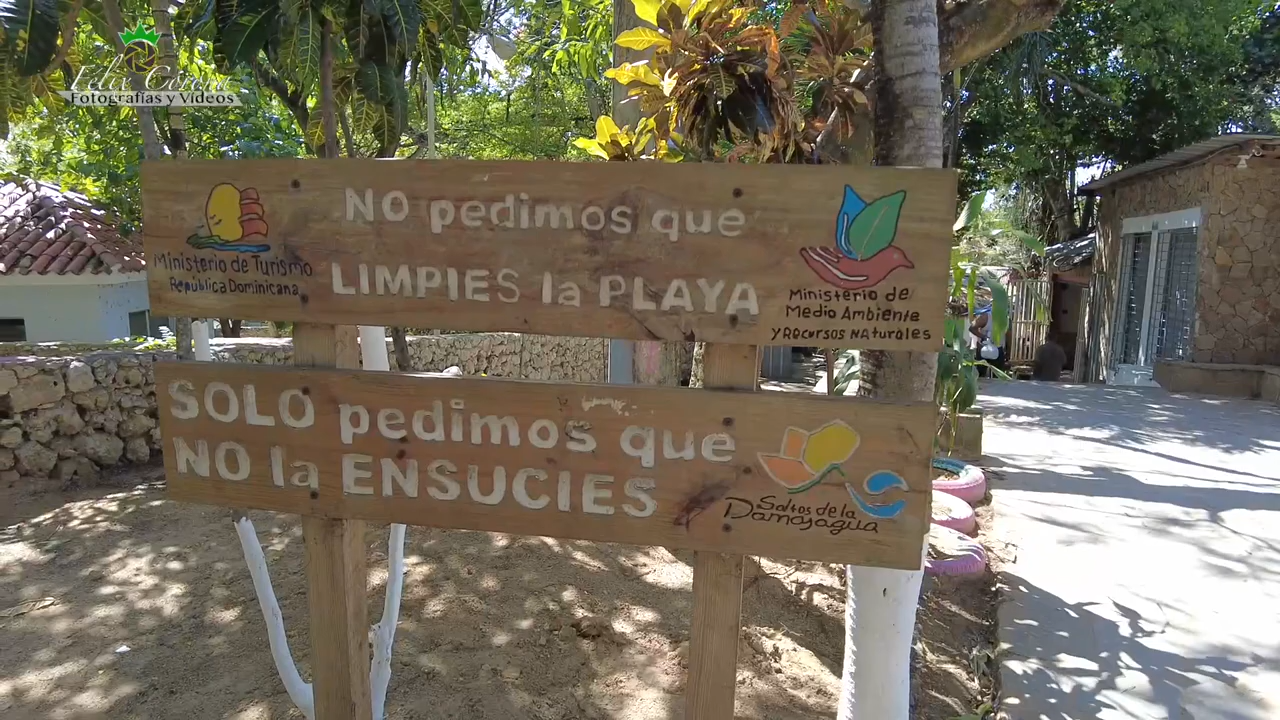 Felix Corona
Fotografías y Vídeos
NO pedimos que
LIMPIES la PLAYA
Ministerio de Turismo
República Dominicana
Ministerio de
Medio Ambiente
y Recursos Naturales
SOLO pedimos que
NO la ENSUCIES
Saltos de la
Damajagua